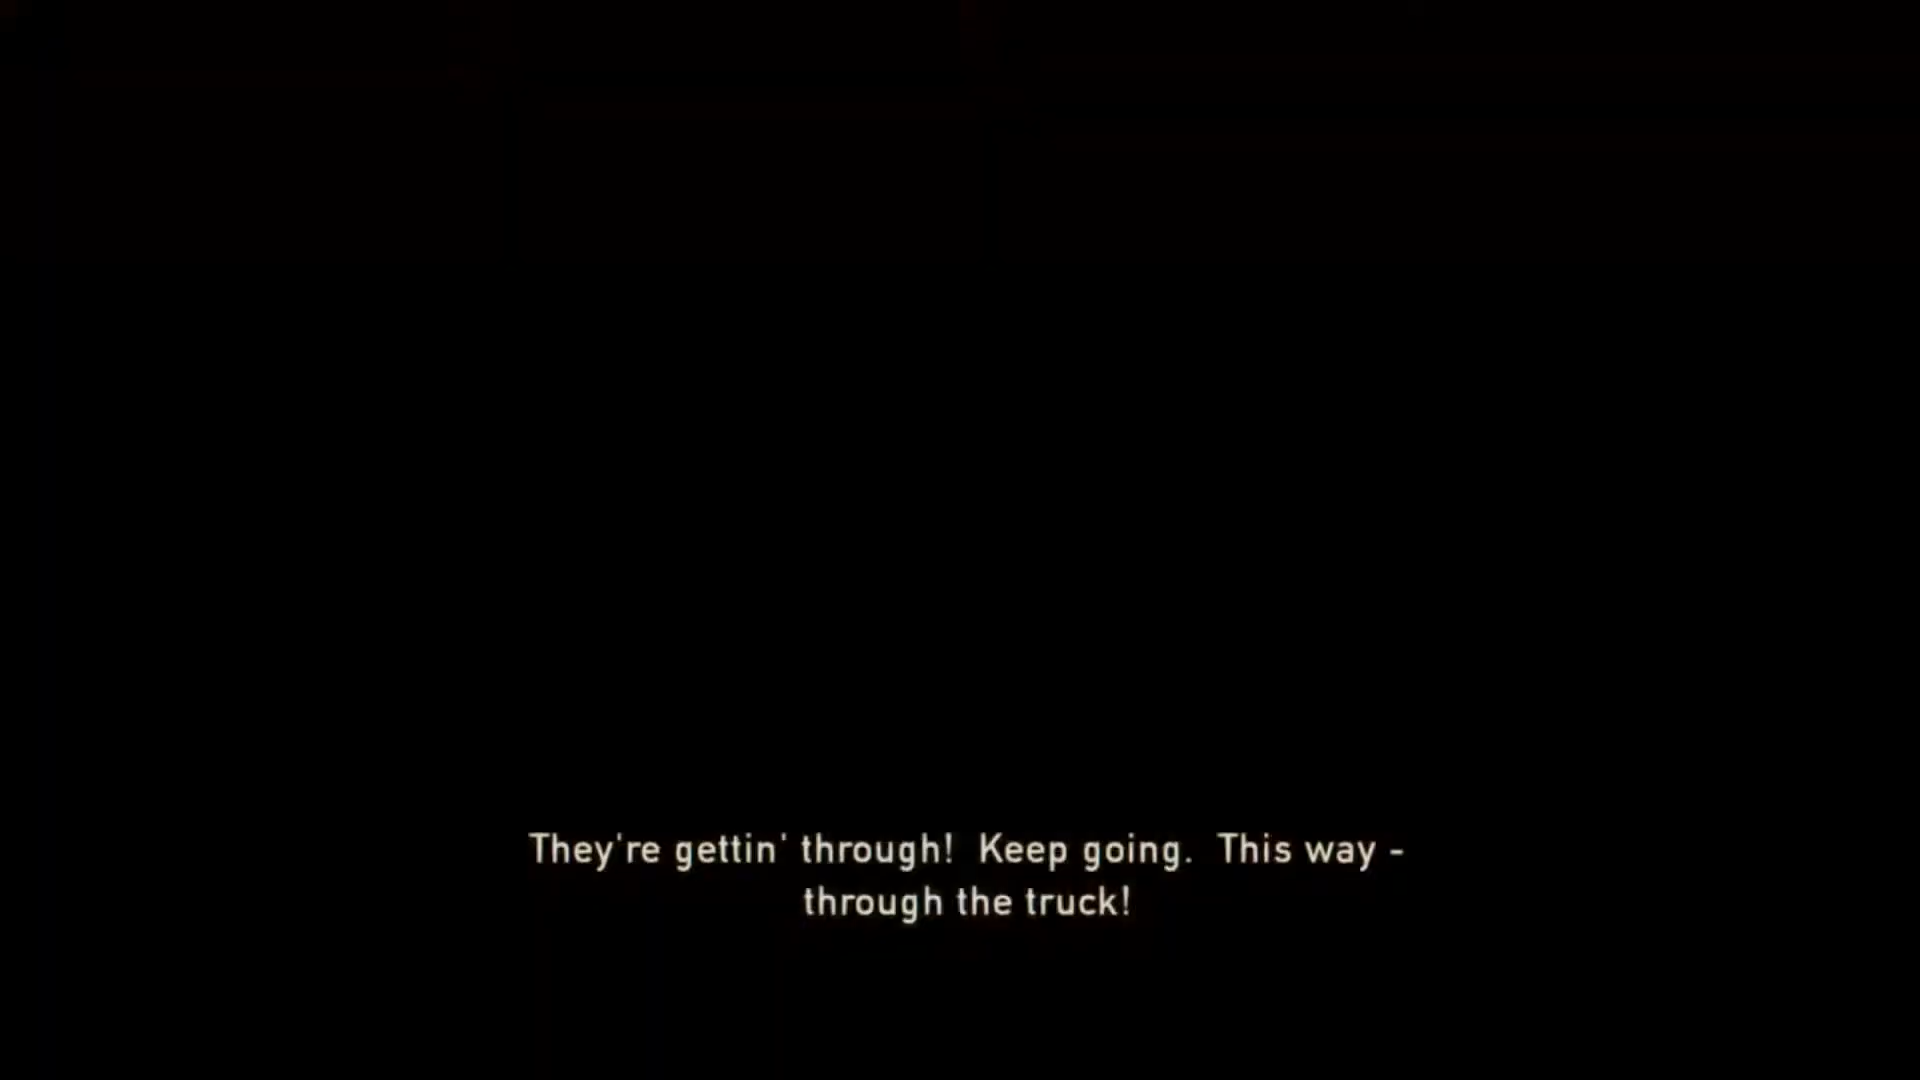 They're gettin' through!  Keep going.  This way -
through the truck!